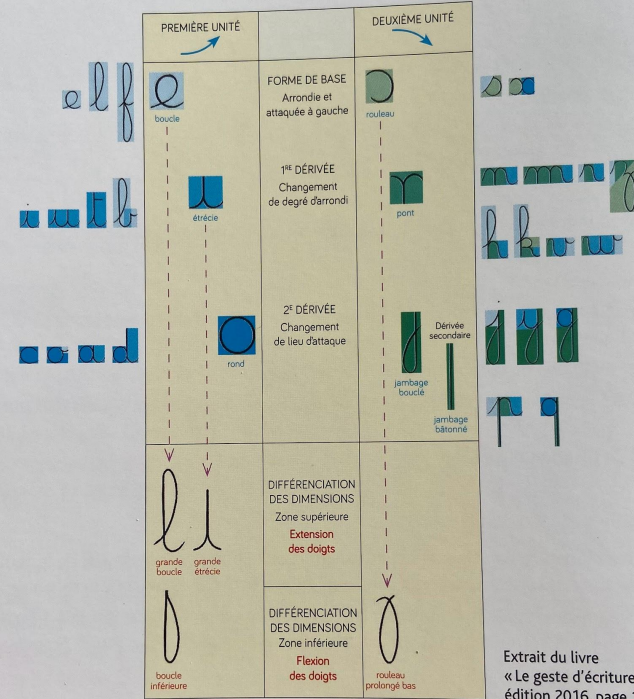 PREMIÈRE UNITÉ
DEUXIÈME UNITÉ
e l f
boucle
FORME DE BASE
Arrondie et
attaquée à gauche
rouleau
s x
i u t b
étrécie
1RE DÉRIVÉE
Changement
de degré d'arrondi
pont
m m n
h k v w
c o a d
rond
2E DÉRIVÉE
Changement
de lieu d'attaque
jambage
bouclé
Dérivée
secondaire
jambage
bâtonné
j y g
p q
DIFFÉRENCIATION
DES DIMENSIONS
Zone supérieure
Extension
des doigts
grande
boucle
grande
étrécie
DIFFÉRENCIATION
DES DIMENSIONS
Zone inférieure
Flexion
des doigts
boucle
inférieure
rouleau
prolongé bas
Extrait du livre
« Le geste d'écriture
édition 2016, page